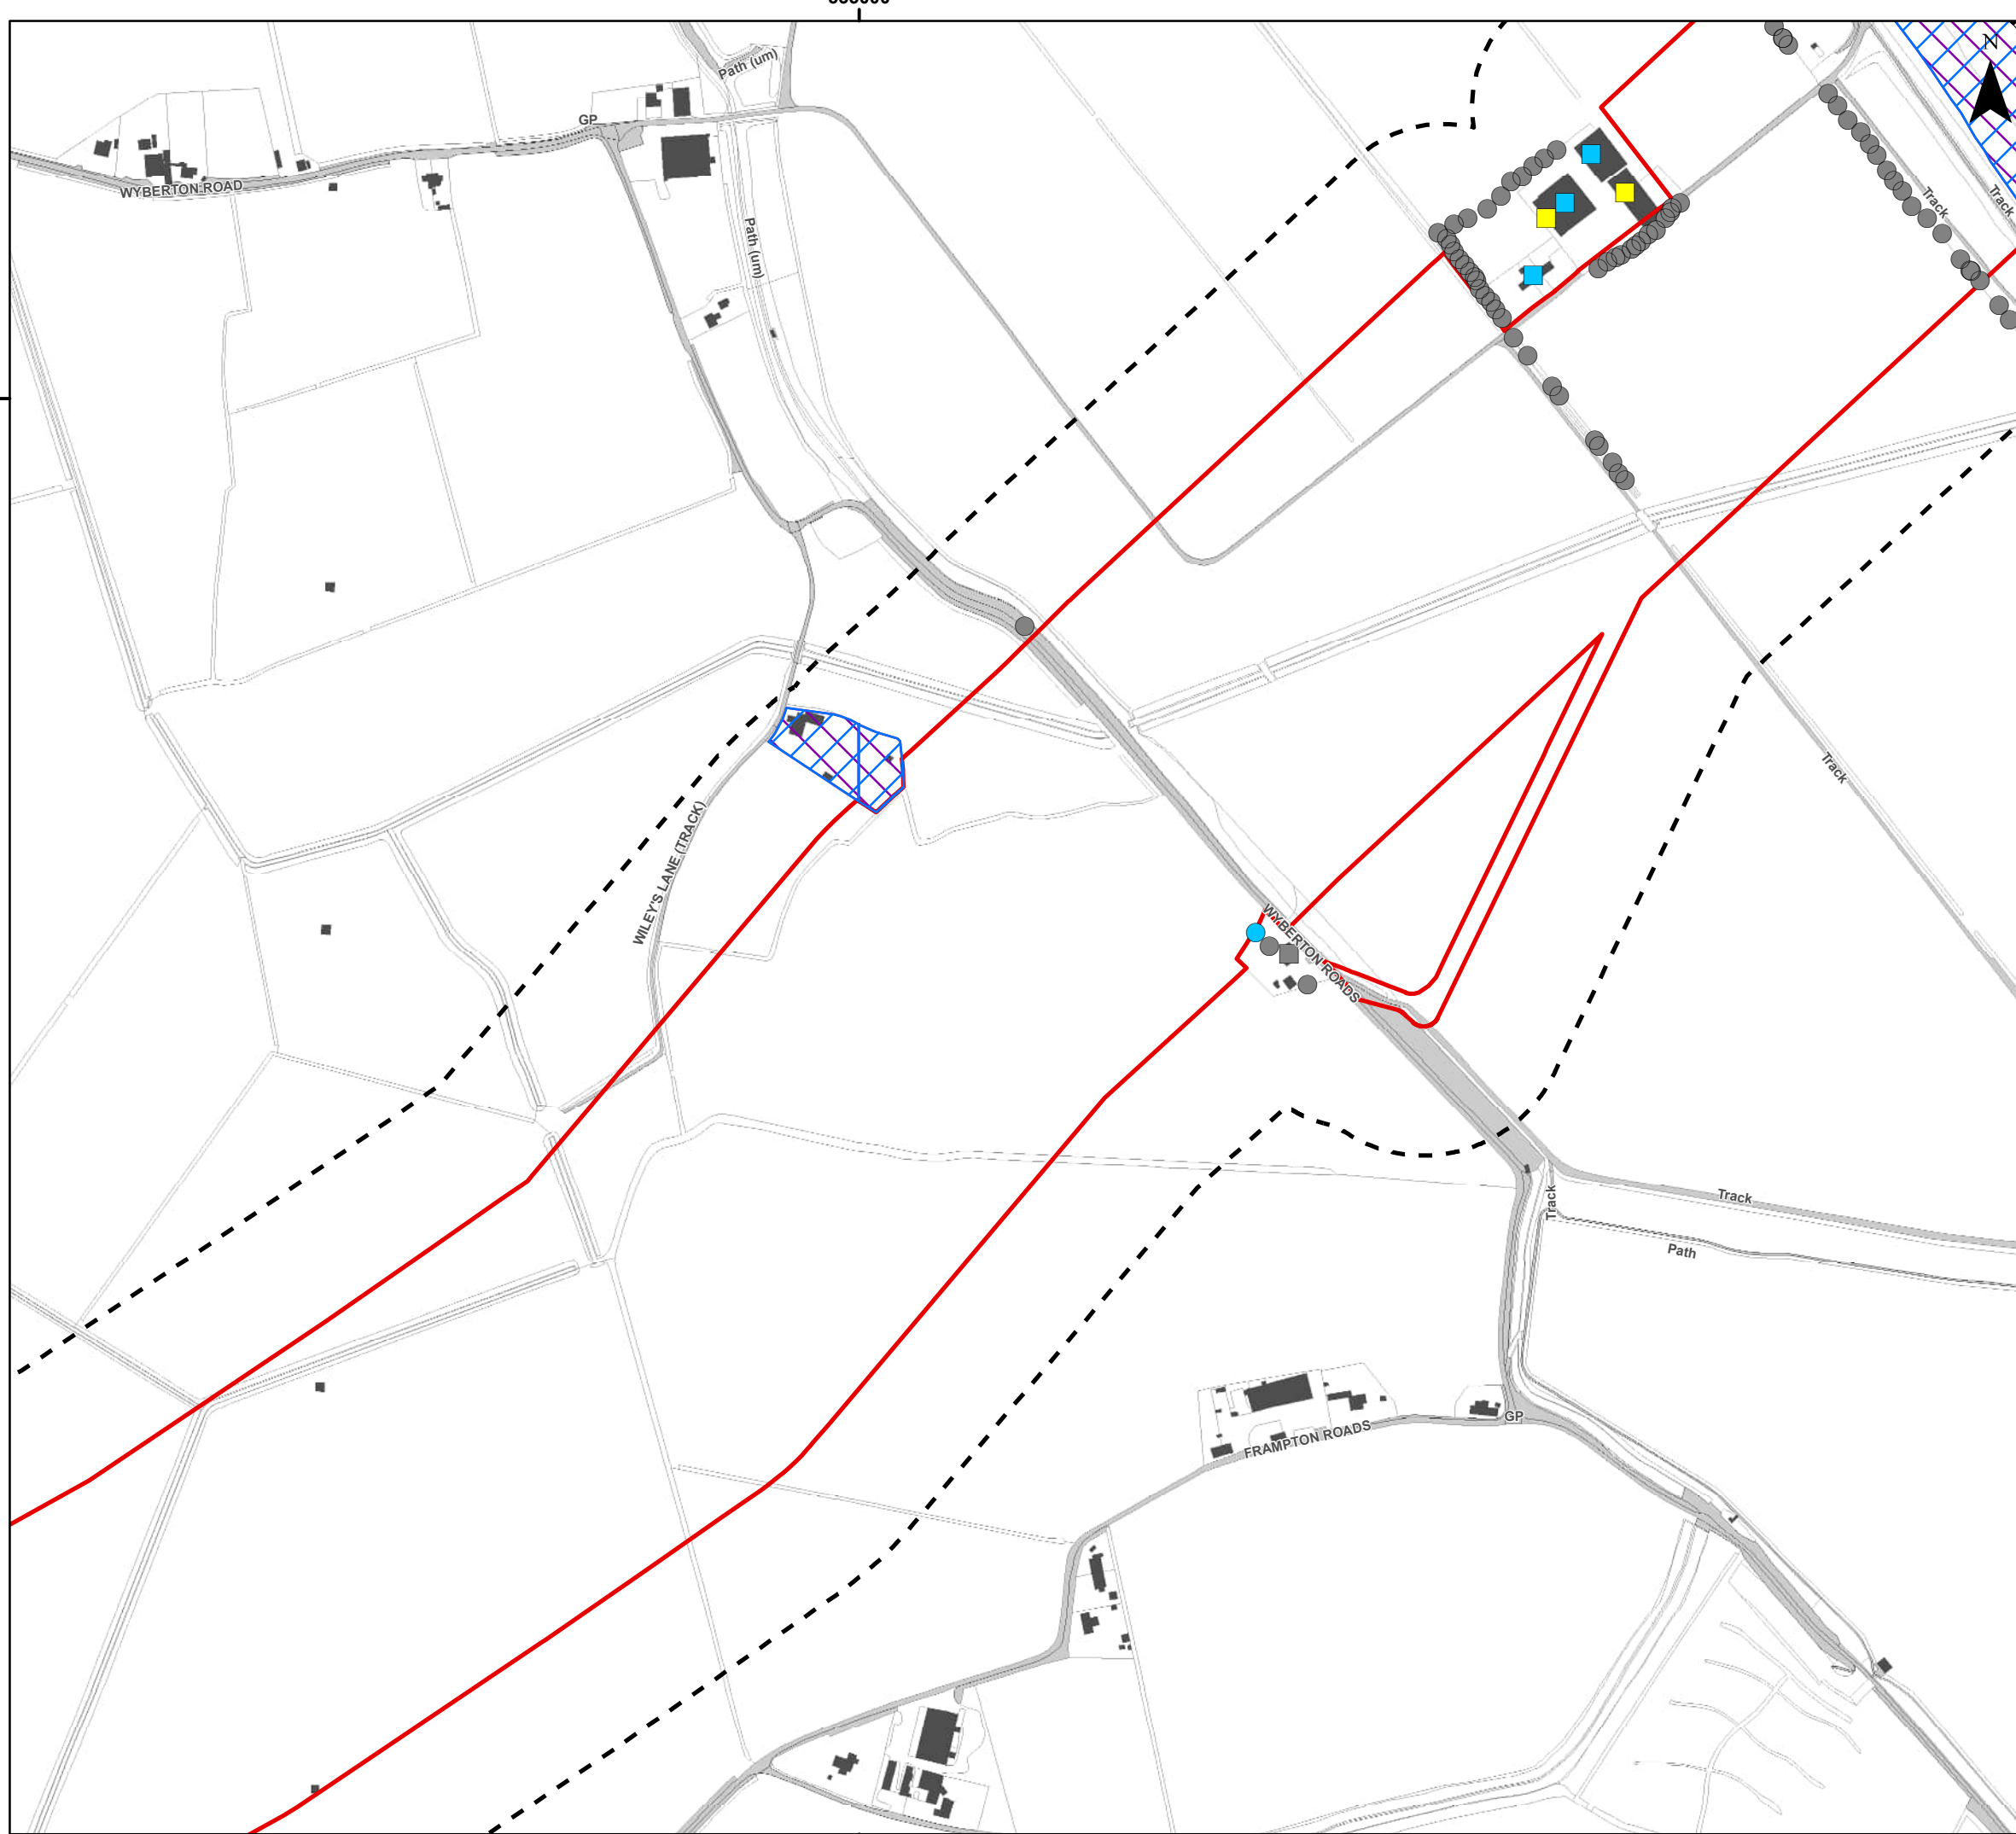 N
Path (um)
GP
WYBERTON ROAD
Track
Track
Path (um)
Track
WILEY'S LANE (TRACK)
WYBERTON ROADS
Track
Track
Path
GP
FRAMPTON ROADS